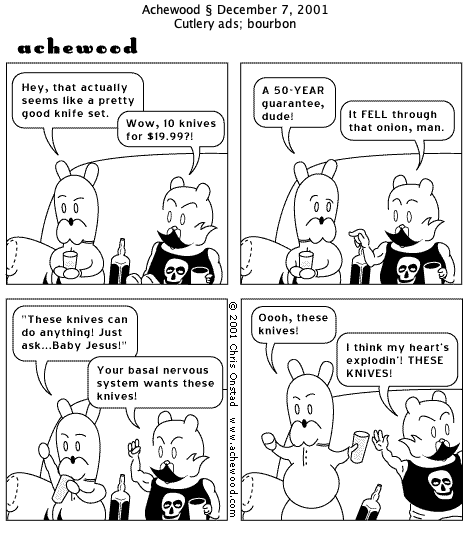 Achewood § December 7, 2001
Cutlery ads; bourbon
achewood
Hey, that actually
seems like a pretty
good knife set.
Wow, 10 knives
for $19.99?!
A 50-YEAR
guarantee,
dude!
It FELL through
that onion, man.
"These knives can
do anything! Just
ask...Baby Jesus!"
Your basal nervous
system wants these
knives!
© 2001 Chris Onstad www.achewood.com
Oooh, these
knives!
I think my heart's
explodin'! THESE
KNIVES!